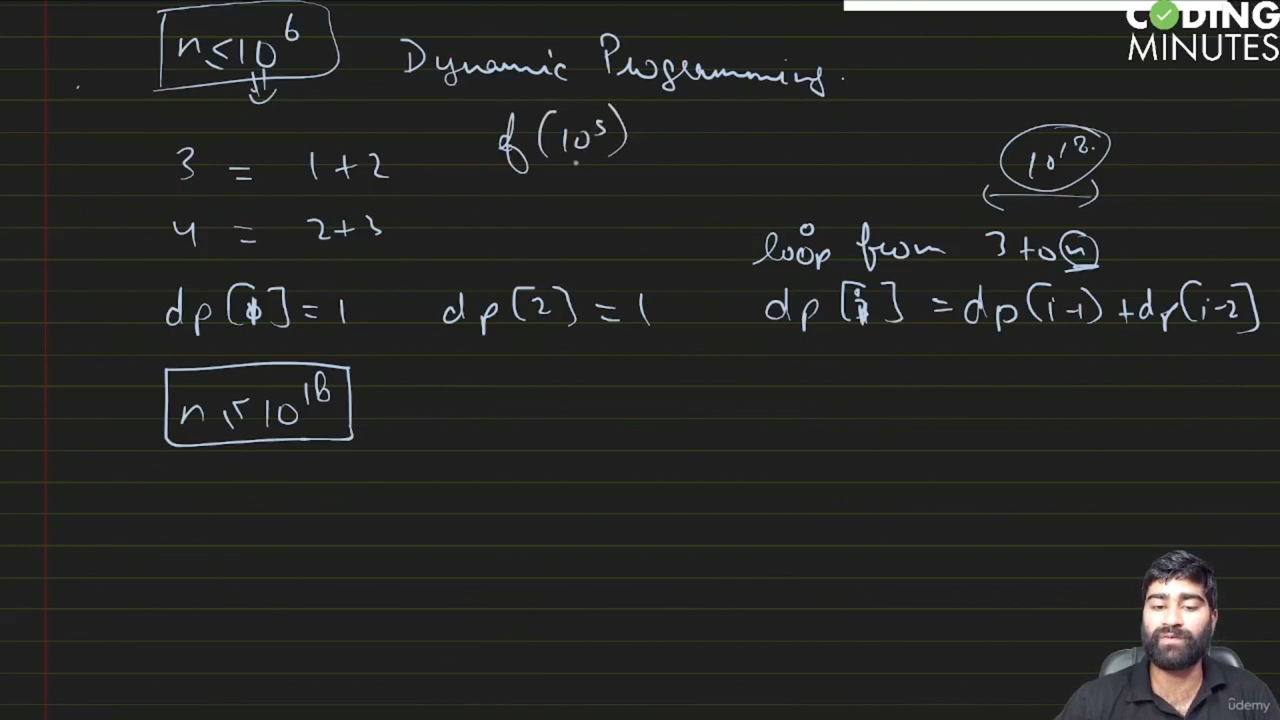 CODING
MINUTES
n ≤ 10^6
Dynamic Programming.
f(10^5)
3 = 1+2
10^18.
4 = 2+3
loop from 3 to n
dp[1] = 1 dp[2] = 1 dp[i] = dp(i-1) + dp(i-2]
n ≤ 10^18
udemy